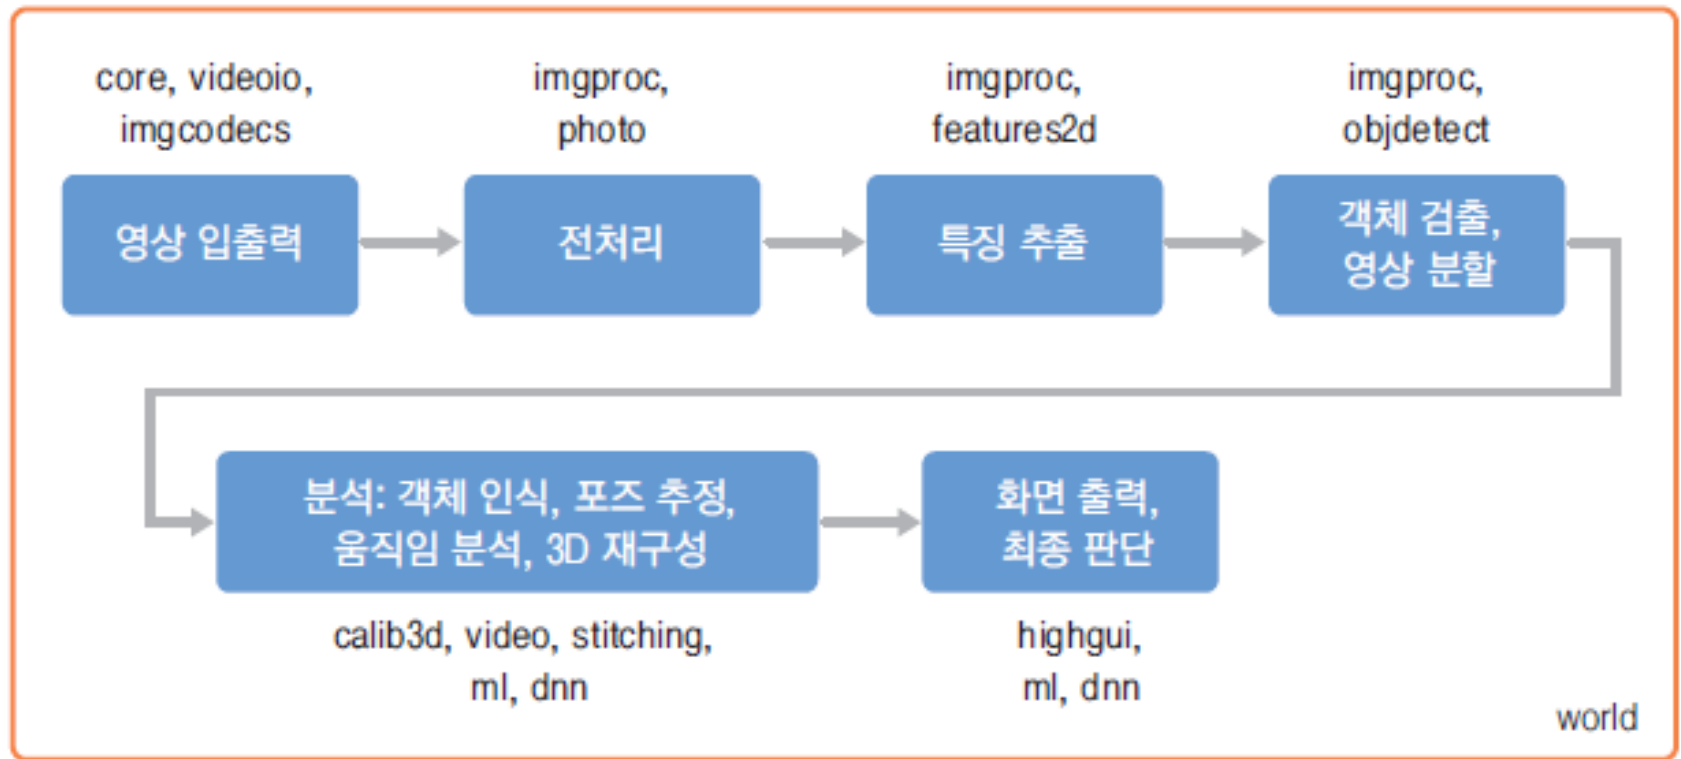 core, videoio,
imgcodecs
영상 입출력
imgproc,
photo
전처리
imgproc,
features2d
특징 추출
imgproc,
objdetect
객체 검출,
영상 분할
분석: 객체 인식, 포즈 추정,
움직임 분석, 3D 재구성
calib3d, video, stitching,
ml, dnn
화면 출력,
최종 판단
highgui,
ml, dnn
world